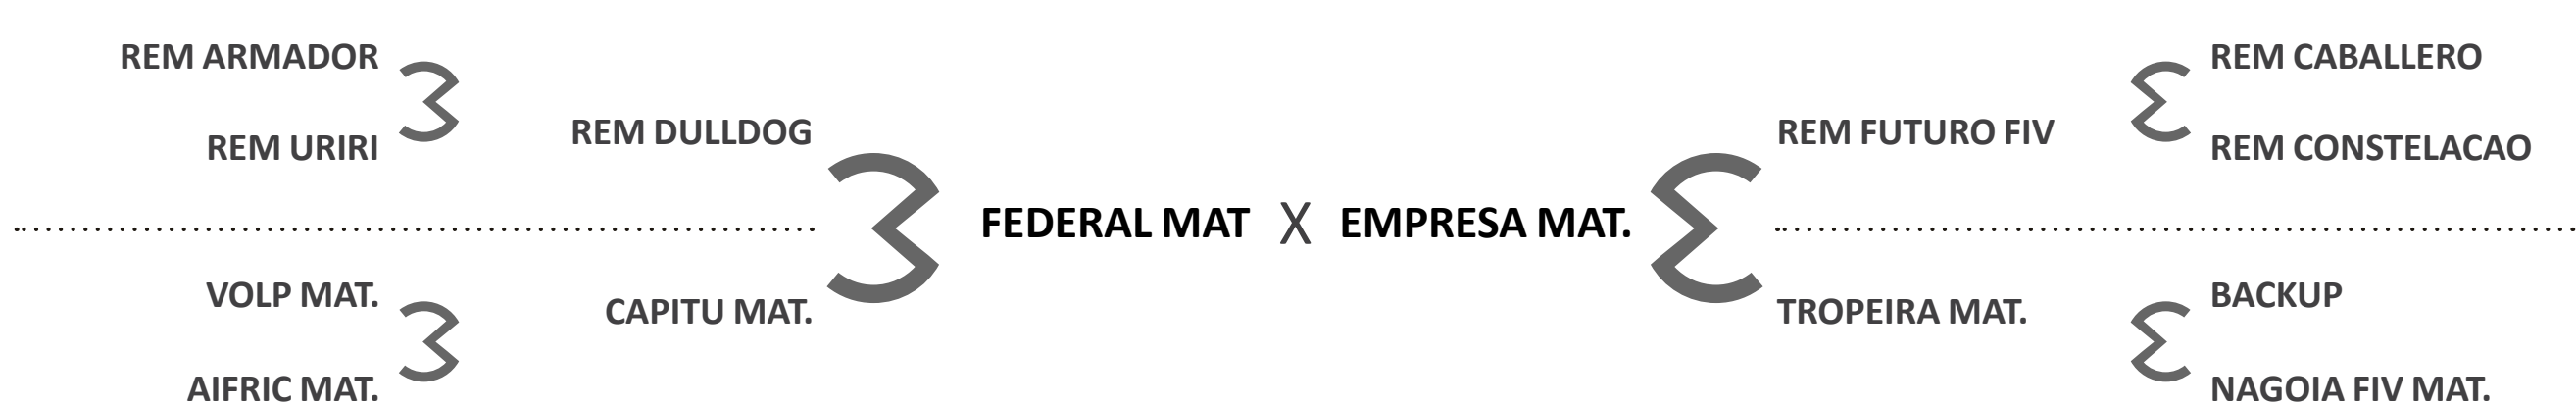 REM ARMADOR
REM URIRI
REM DULLDOG
VOLP MAT.
AIFRIC MAT.
CAPITU MAT.
FEDERAL MAT X EMPRESA MAT.
REM FUTURO FIV
REM CABALLERO
REM CONSTELACAO
TROPEIRA MAT.
BACKUP
NAGOIA FIV MAT.